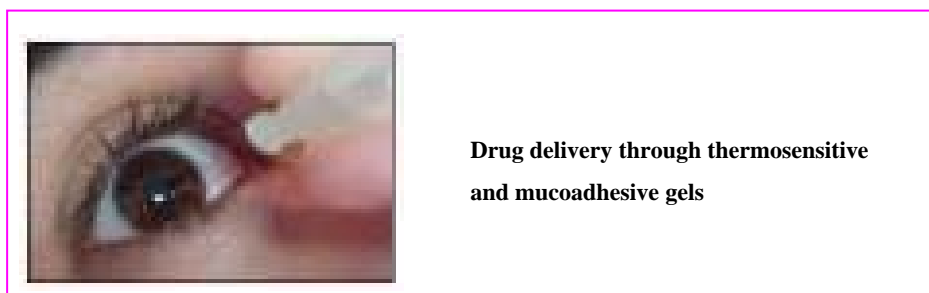 Drug delivery through thermosensitive
and mucoadhesive gels